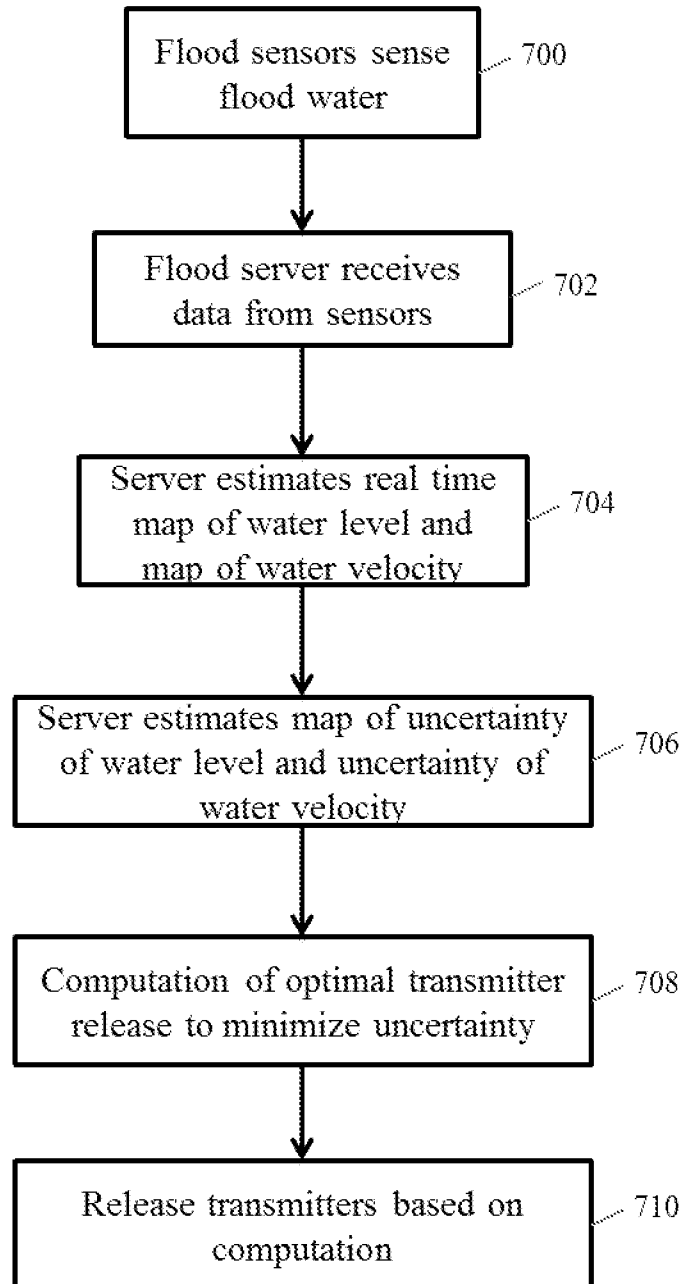 Flood sensors sense
flood water
700
Flood server receives
data from sensors
702
Server estimates real time
map of water level and
map of water velocity
704
Server estimates map of uncertainty
of water level and uncertainty of
water velocity
706
Computation of optimal transmitter
release to minimize uncertainty
708
Release transmitters based on
computation
710